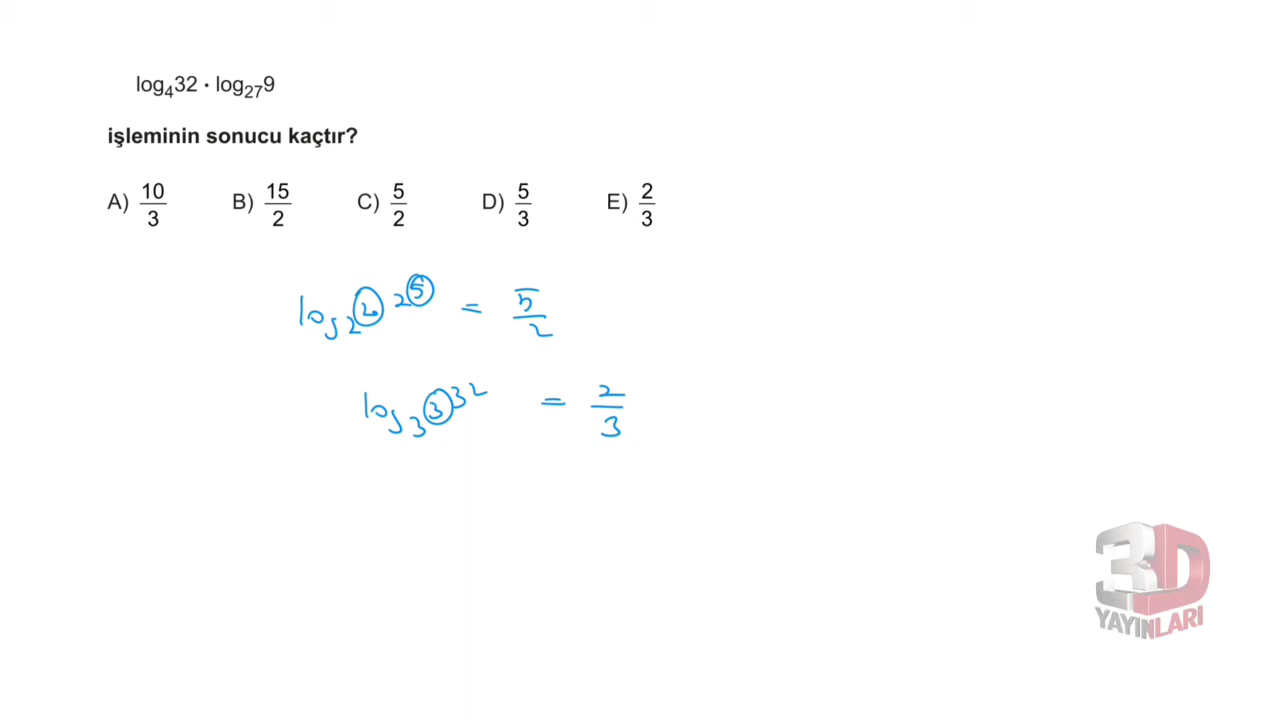 log₄32 · log₂₇9
işleminin sonucu kaçtır?
A) 10/3 B) 15/2 C) 5/2 D) 5/3 E) 2/3
log₂² 2⁵ = 5/2
log₃³ 3² = 2/3
3D
YAYINLARI